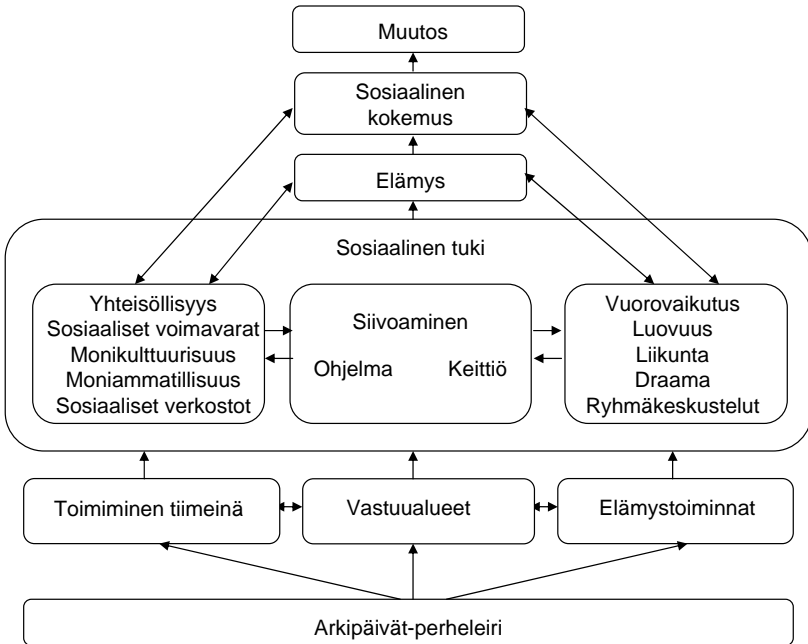 Muutos
Sosiaalinen
kokemus
Elämys
Sosiaalinen tuki
Yhteisöllisyys
Sosiaaliset voimavarat
Monikulttuurisuus
Moniammatillisuus
Sosiaaliset verkostot
Siivoaminen
Ohjelma Keittiö
Vuorovaikutus
Luovuus
Liikunta
Draama
Ryhmäkeskustelut
Toimiminen tiimeinä
Vastuualueet
Elämystoiminnat
Arkipäivät-perheleiri